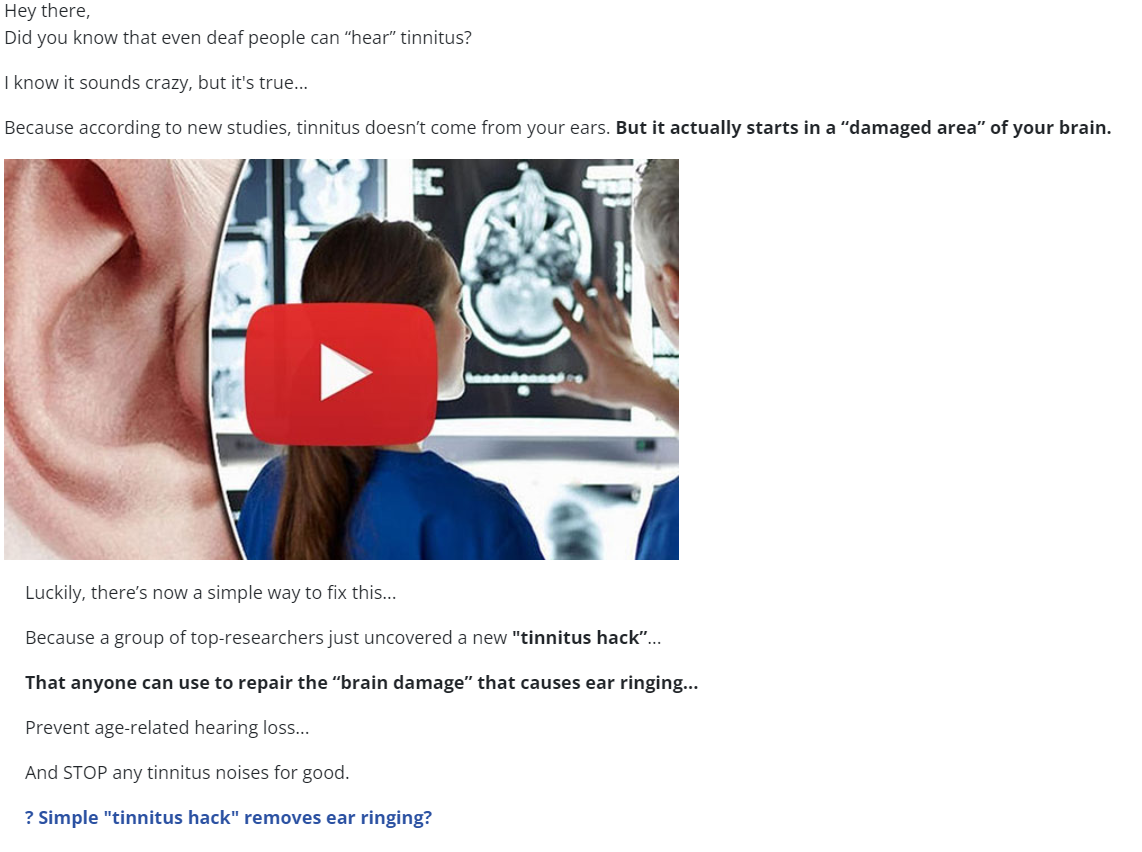 Hey there,
Did you know that even deaf people can “hear” tinnitus?
I know it sounds crazy, but it's true...
Because according to new studies, tinnitus doesn’t come from your ears. But it actually starts in a “damaged area” of your brain.
Luckily, there’s now a simple way to fix this...
Because a group of top-researchers just uncovered a new "tinnitus hack”...
That anyone can use to repair the “brain damage” that causes ear ringing...
Prevent age-related hearing loss...
And STOP any tinnitus noises for good.
? Simple "tinnitus hack" removes ear ringing?